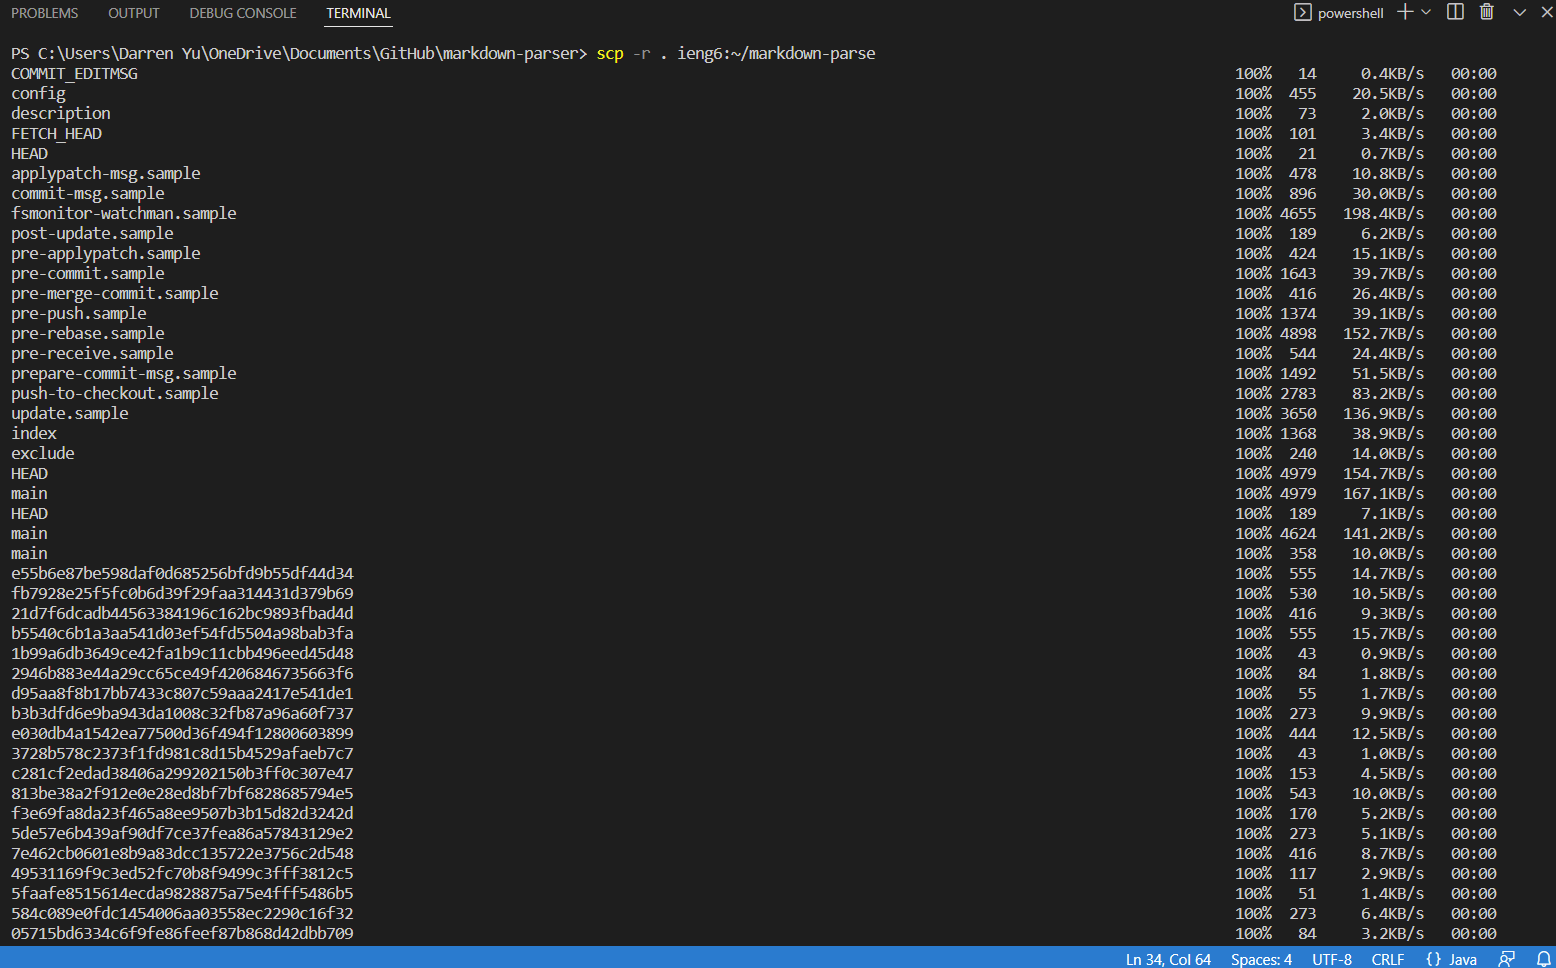 PROBLEMS OUTPUT DEBUG CONSOLE TERMINAL powershell
PS C:\Users\Darren Yu\OneDrive\Documents\GitHub\markdown-parser> scp -r . ieng6:~/markdown-parse
COMMIT_EDITMSG 100% 14 0.4KB/s 00:00
config 100% 455 20.5KB/s 00:00
description 100% 73 2.0KB/s 00:00
FETCH_HEAD 100% 101 3.4KB/s 00:00
HEAD 100% 21 0.7KB/s 00:00
applypatch-msg.sample 100% 478 10.8KB/s 00:00
commit-msg.sample 100% 896 30.0KB/s 00:00
fsmonitor-watchman.sample 100% 4655 198.4KB/s 00:00
post-update.sample 100% 189 6.2KB/s 00:00
pre-applypatch.sample 100% 424 15.1KB/s 00:00
pre-commit.sample 100% 1643 39.7KB/s 00:00
pre-merge-commit.sample 100% 416 26.4KB/s 00:00
pre-push.sample 100% 1374 39.1KB/s 00:00
pre-rebase.sample 100% 4898 152.7KB/s 00:00
pre-receive.sample 100% 544 24.4KB/s 00:00
prepare-commit-msg.sample 100% 1492 51.5KB/s 00:00
push-to-checkout.sample 100% 2783 83.2KB/s 00:00
update.sample 100% 3650 136.9KB/s 00:00
index 100% 1368 38.9KB/s 00:00
exclude 100% 240 14.0KB/s 00:00
HEAD 100% 4979 154.7KB/s 00:00
main 100% 4979 167.1KB/s 00:00
HEAD 100% 189 7.1KB/s 00:00
main 100% 4624 141.2KB/s 00:00
main 100% 358 10.0KB/s 00:00
e55b6e87be598daf0d685256bfd9b55df44d34 100% 555 14.7KB/s 00:00
fb7928e25f5fc0b6d39f29faa314431d379b69 100% 530 10.5KB/s 00:00
21d7f6dcadb44563384196c162bc9893fbad4d 100% 416 9.3KB/s 00:00
b5540c6b1a3aa541d03ef54fd5504a98bab3fa 100% 555 15.7KB/s 00:00
1b99a6db3649ce42fa1b9c11cbb496eed45d48 100% 43 0.9KB/s 00:00
2946b883e44a29cc65ce49f4206846735663f6 100% 84 1.8KB/s 00:00
d95aa8f8b17bb7433c807c59aaa2417e541de1 100% 55 1.7KB/s 00:00
b3b3dfd6e9ba943da1008c32fb87a96a60f737 100% 273 9.9KB/s 00:00
e030db4a1542ea77500d36f494f12800603899 100% 444 12.5KB/s 00:00
3728b578c2373f1fd981c8d15b4529afaeb7c7 100% 43 1.0KB/s 00:00
c281cf2edad38406a299202150b3ff0c307e47 100% 153 4.5KB/s 00:00
813be38a2f912e0e28ed8bf7bf6828685794e5 100% 543 10.0KB/s 00:00
f3e69fa8da23f465a8ee9507b3b15d82d3242d 100% 170 5.2KB/s 00:00
5de57e6b439af90df7ce37fea86a57843129e2 100% 273 5.1KB/s 00:00
7e462cb0601e8b9a83dcc135722e3756c2d548 100% 416 8.7KB/s 00:00
49531169f9c3ed52fc70b8f9499c3fff3812c5 100% 117 2.9KB/s 00:00
5faafe8515614ecda9828875a75e4fff5486b5 100% 51 1.4KB/s 00:00
584c089e0fdc1454006aa03558ec2290c16f32 100% 273 6.4KB/s 00:00
05715bd6334c6f9fe86feef87b868d42dbb709 100% 84 3.2KB/s 00:00
Ln 34, Col 64 Spaces: 4 UTF-8 CRLF {} Java